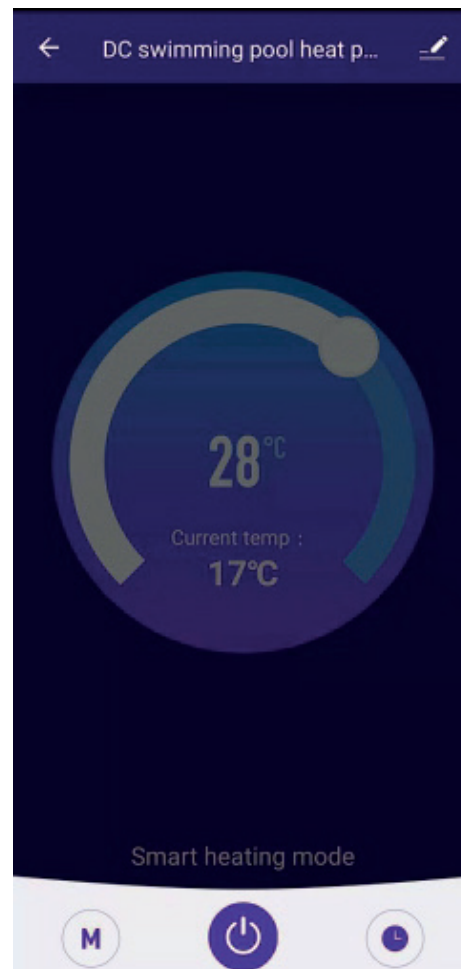 DC swimming pool heat p...
28°C
Current temp :
17°C
Smart heating mode
M